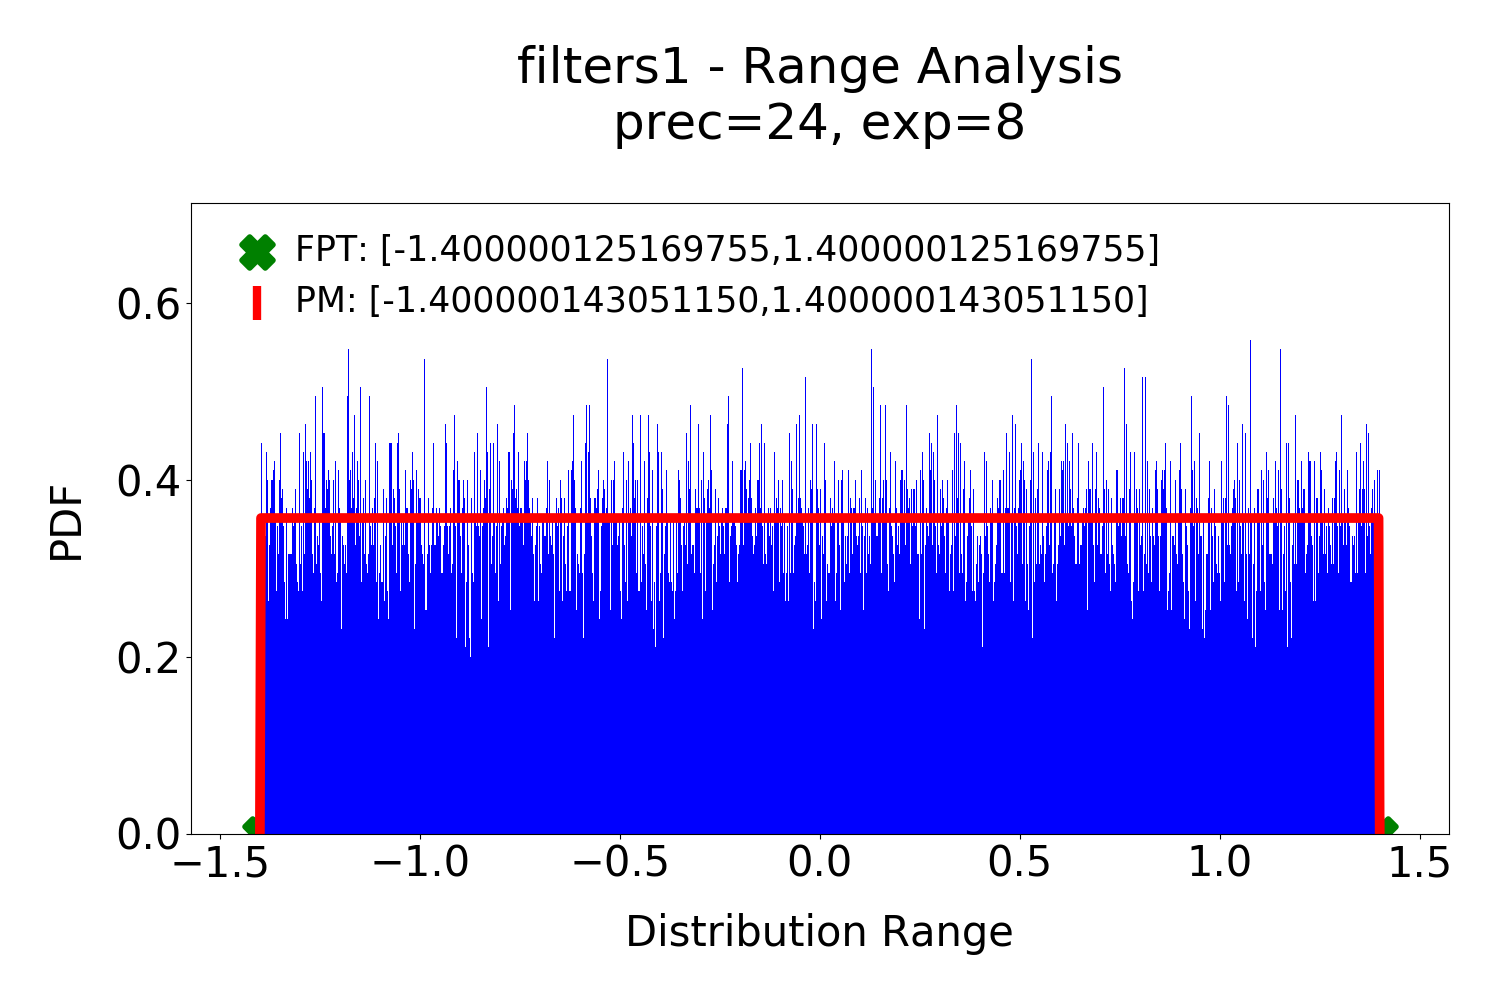 filters1 - Range Analysis
prec=24, exp=8
FPT: [-1.400000125169755,1.400000125169755]
PM: [-1.400000143051150,1.400000143051150]
PDF
0.6
0.4
0.2
0.0
−1.5 −1.0 −0.5 0.0 0.5 1.0 1.5
Distribution Range